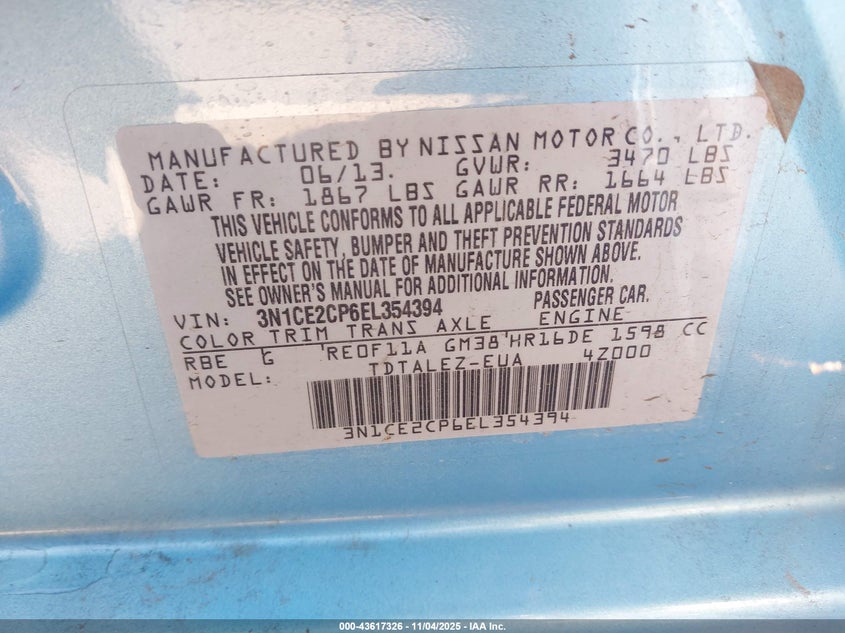 MANUFACTURED BY NISSAN MOTOR CO., LTD.
DATE: 06/13. GVWR: 3470 LBS
GAWR FR: 1867 LBS GAWR RR: 1664 LBS
THIS VEHICLE CONFORMS TO ALL APPLICABLE FEDERAL MOTOR
VEHICLE SAFETY, BUMPER AND THEFT PREVENTION STANDARDS
IN EFFECT ON THE DATE OF MANUFACTURE SHOWN ABOVE.
SEE OWNER'S MANUAL FOR ADDITIONAL INFORMATION.
VIN: 3N1CE2CP6EL354394 PASSENGER CAR.
COLOR TRIM TRANS AXLE ENGINE
RBE G 'RE0F11A GM38'HR16DE 1598 CC
MODEL: TDTALEZ-EUA 4Z000
3N1CE2CP6EL354394
000-43617326 - 11/04/2025 - IAA Inc.